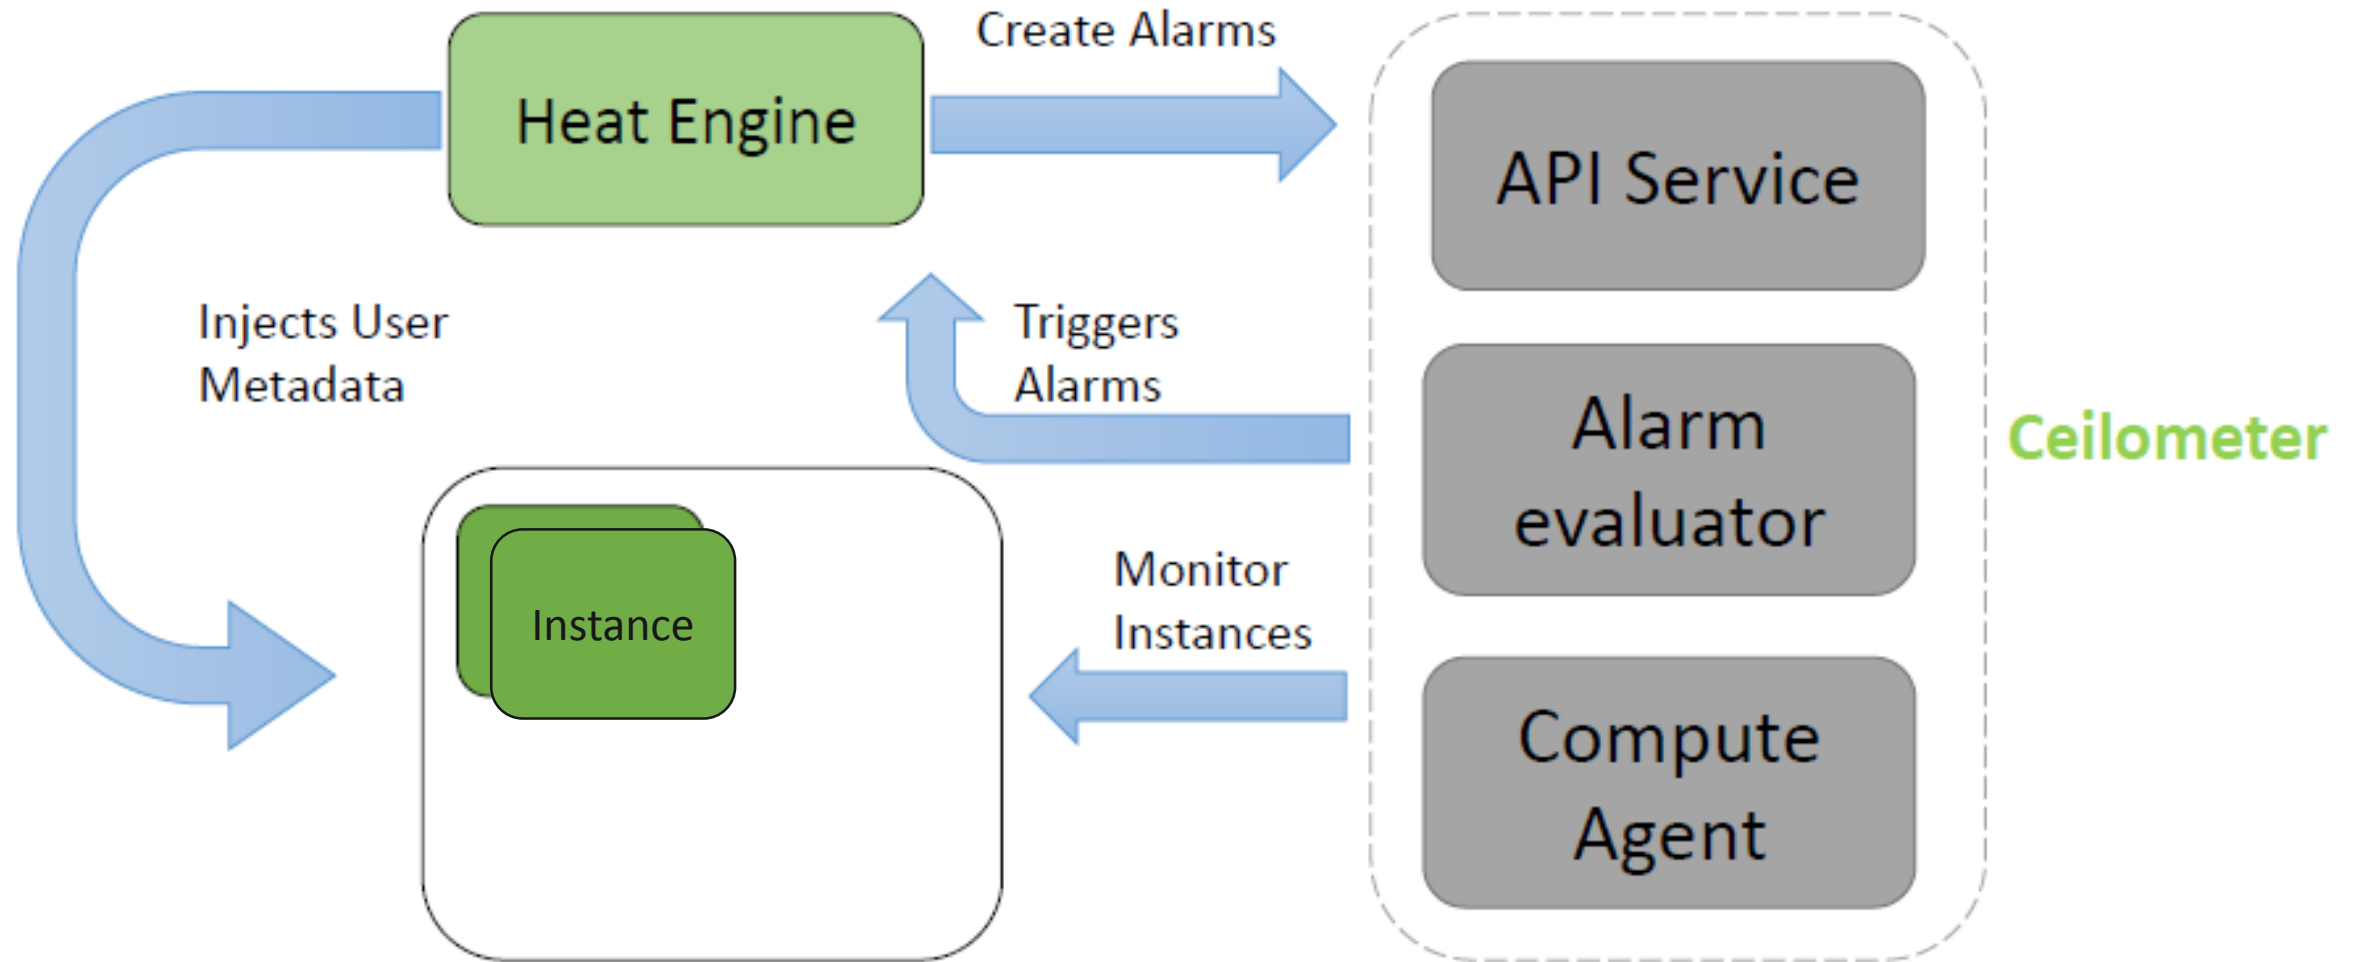 Create Alarms
Heat Engine
API Service
Injects User
Metadata
Triggers
Alarms
Alarm
evaluator
Ceilometer
Monitor
Instances
Instance
Compute
Agent